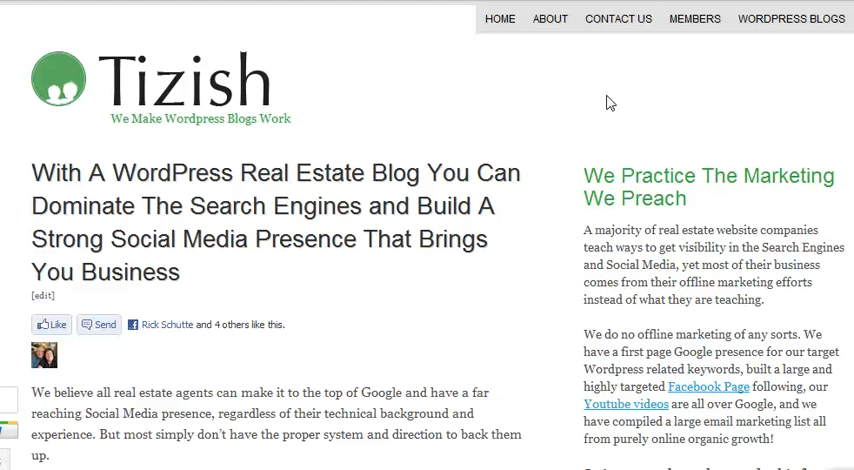 HOME ABOUT CONTACT US MEMBERS WORDPRESS BLOGS
Tizish
We Make Wordpress Blogs Work
With A WordPress Real Estate Blog You Can
Dominate The Search Engines and Build A
Strong Social Media Presence That Brings
You Business
[edit]
Like Send Rick Schutte and 4 others like this.
We believe all real estate agents can make it to the top of Google and have a far
reaching Social Media presence, regardless of their technical background and
experience. But most simply don't have the proper system and direction to back them
up.
We Practice The Marketing
We Preach
A majority of real estate website companies
teach ways to get visibility in the Search Engines
and Social Media, yet most of their business
comes from their offline marketing efforts
instead of what they are teaching.
We do no offline marketing of any sorts. We
have a first page Google presence for our target
Wordpress related keywords, built a large and
highly targeted Facebook Page following, our
Youtube videos are all over Google, and we
have compiled a large email marketing list all
from purely online organic growth!